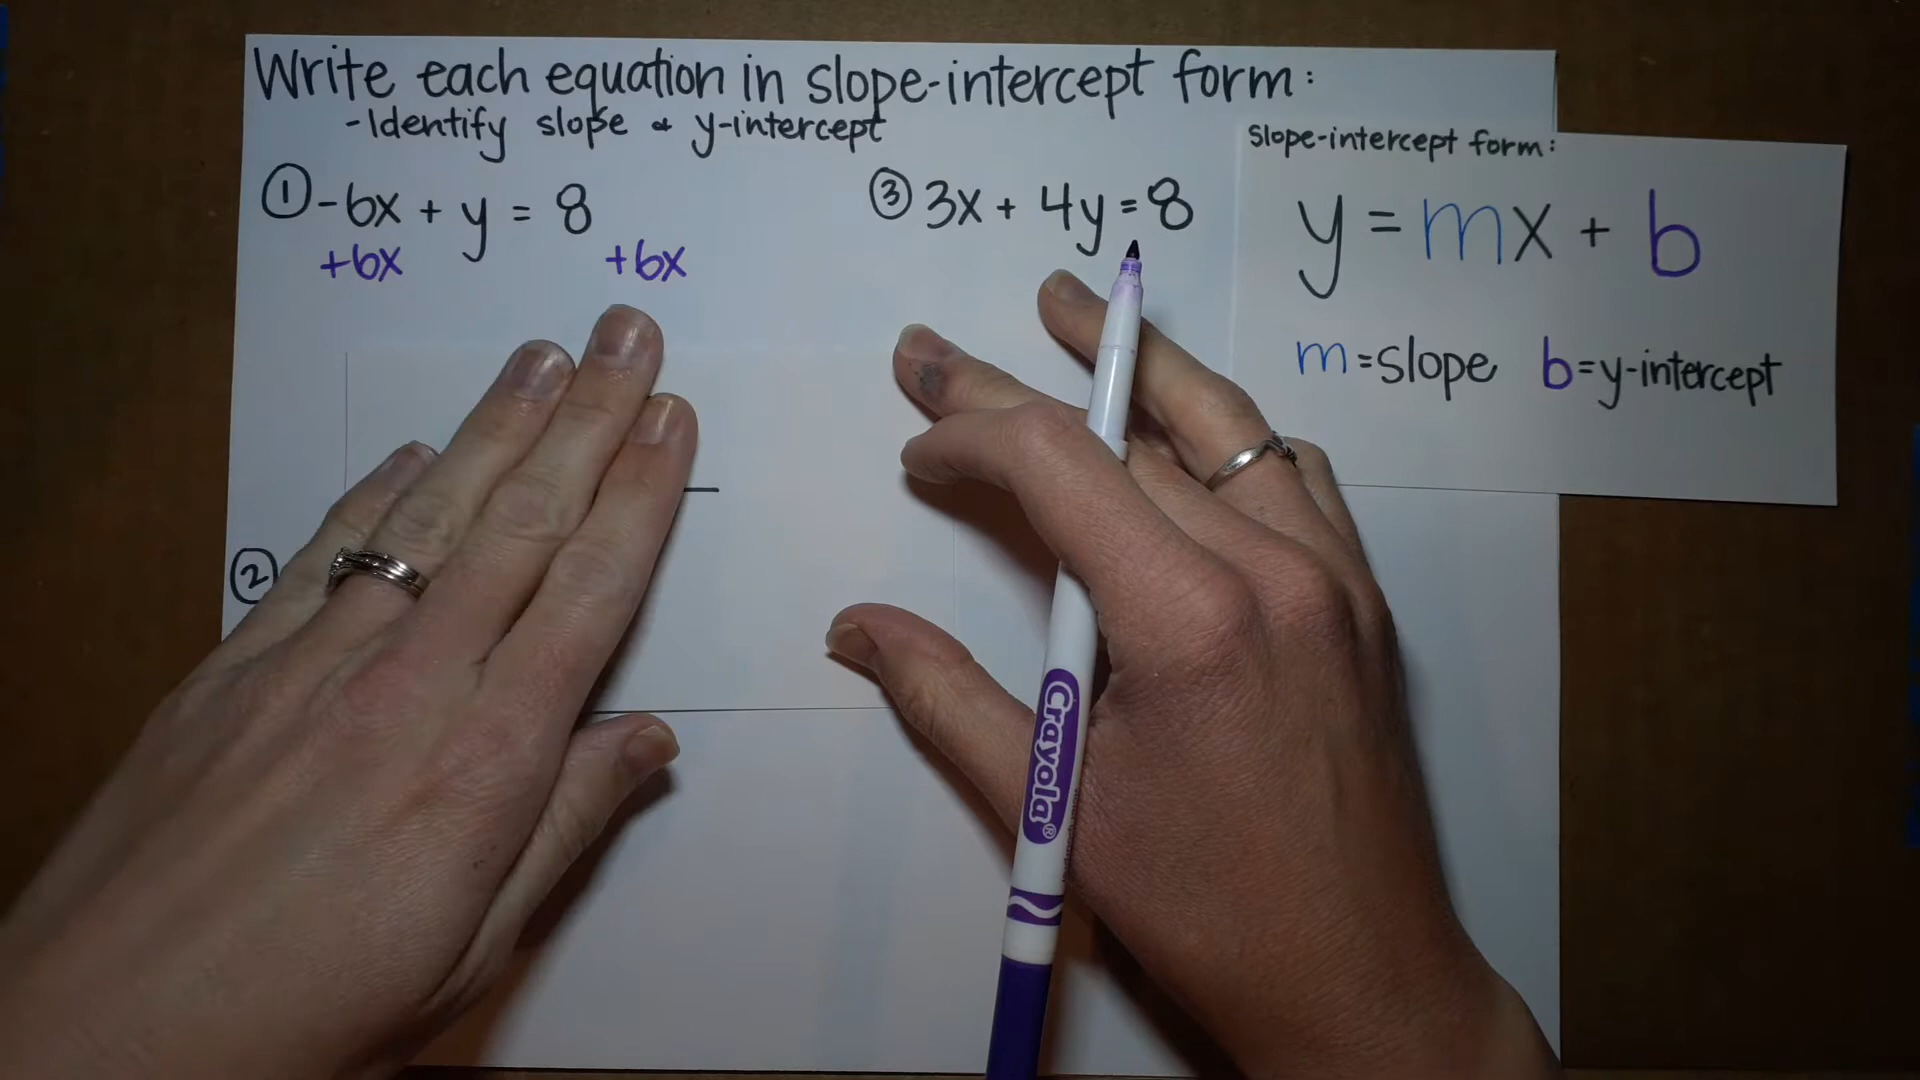 Write each equation in slope-intercept form:
-Identify slope & y-intercept
① -6x + y = 8
+6x +6x
②
③ 3x + 4y = 8
Slope-intercept form:
y = mx + b
m = slope b = y-intercept
Crayola®